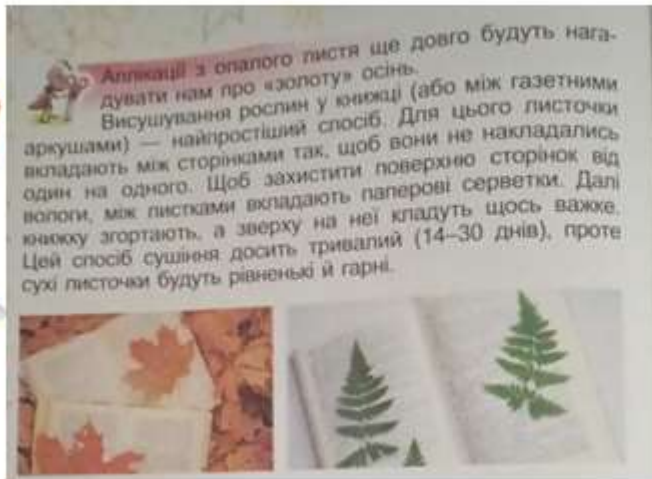 Аплікації з опалого листя ще довго будуть нага-
дувати нам про «золоту» осінь.
Висушування рослин у книжці (або між газетними
аркушами) — найпростіший спосіб. Для цього листочки
вкладають між сторінками так, щоб вони не накладались
один на одного. Щоб захистити поверхню сторінок від
вологи, між листками вкладають паперові серветки. Далі
книжку згортають, а зверху на неї кладуть щось важке.
Цей спосіб сушіння досить тривалий (14–30 днів), проте
сухі листочки будуть рівненькі й гарні.